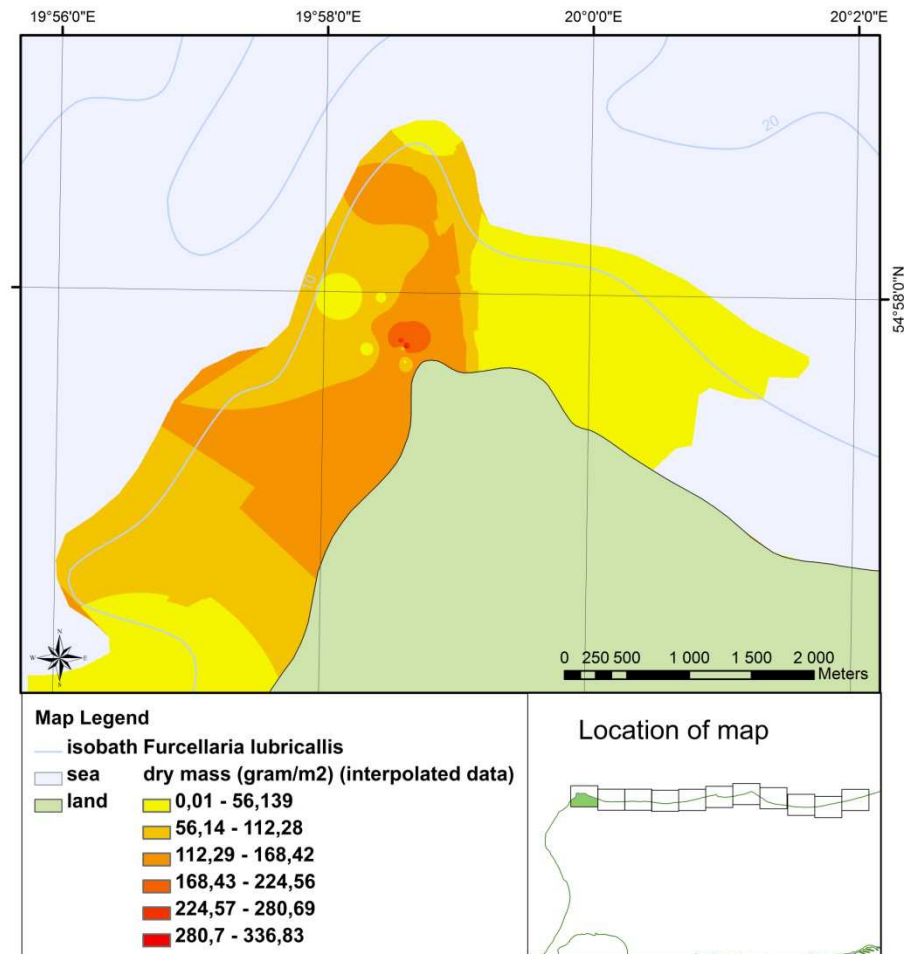 19°56'0"E 19°58'0"E 20°0'0"E 20°2'0"E
20
10
54°58'0"N
N
W E
S
0 250 500 1 000 1 500 2 000
Meters
Map Legend
isobath Furcellaria lubricallis
sea dry mass (gram/m2) (interpolated data)
land 0,01 - 56,139
56,14 - 112,28
112,29 - 168,42
168,43 - 224,56
224,57 - 280,69
280,7 - 336,83
Location of map